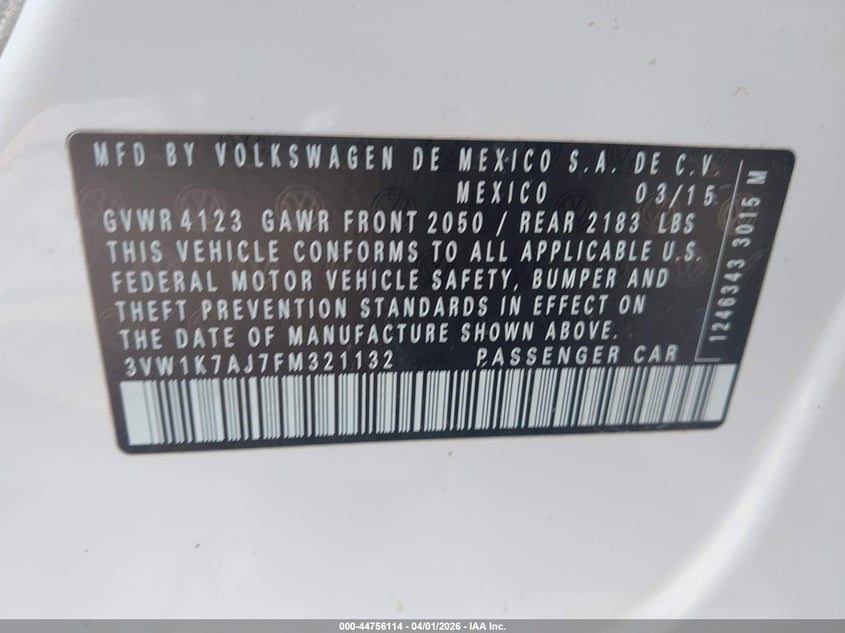 MFD BY VOLKSWAGEN DE MEXICO S.A. DE C.V.
MEXICO 03/15
GVWR 4123 GAWR FRONT 2050 / REAR 2183 LBS
THIS VEHICLE CONFORMS TO ALL APPLICABLE U.S.
FEDERAL MOTOR VEHICLE SAFETY, BUMPER AND
THEFT PREVENTION STANDARDS IN EFFECT ON
THE DATE OF MANUFACTURE SHOWN ABOVE.
3VW1K7AJ7FM321132 PASSENGER CAR
1246343 3015 M
000-44756114 - 04/01/2026 - IAA Inc.